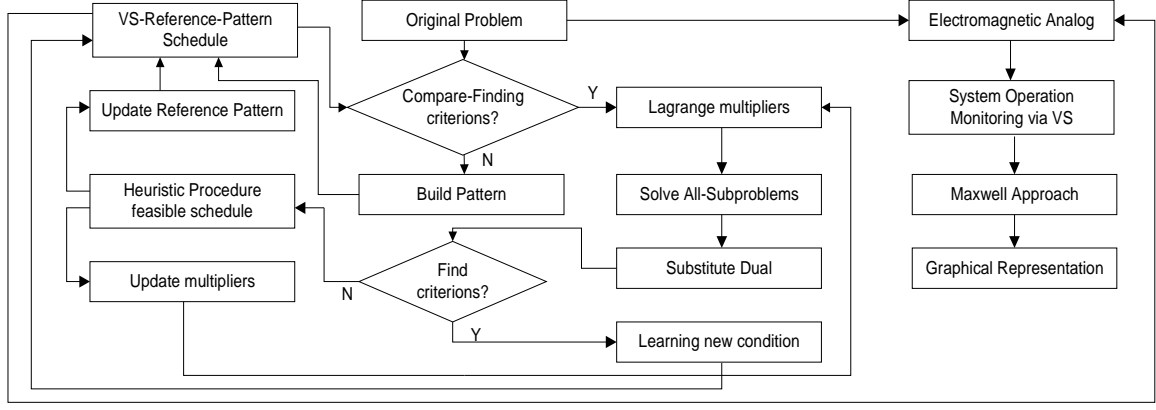 VS-Reference-Pattern
Schedule
Original Problem
Electromagnetic Analog
Update Reference Pattern
Compare-Finding
criterions?
Y
Lagrange multipliers
System Operation
Monitoring via VS
N
Heuristic Procedure
feasible schedule
Build Pattern
Solve All-Subproblems
Maxwell Approach
Update multipliers
N
Find
criterions?
Substitute Dual
Graphical Representation
Y
Learning new condition